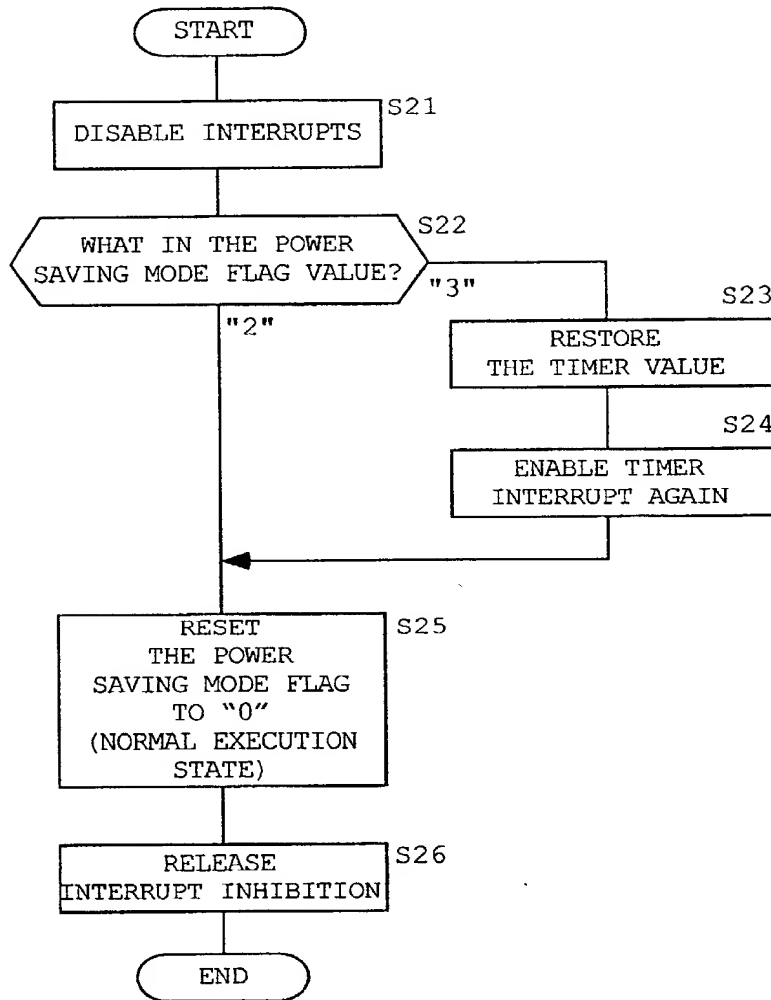 START
S21
DISABLE INTERRUPTS
S22
WHAT IN THE POWER
SAVING MODE FLAG VALUE?
"3"
"2"
S23
RESTORE
THE TIMER VALUE
S24
ENABLE TIMER
INTERRUPT AGAIN
S25
RESET
THE POWER
SAVING MODE FLAG
TO "0"
(NORMAL EXECUTION
STATE)
S26
RELEASE
INTERRUPT INHIBITION
END